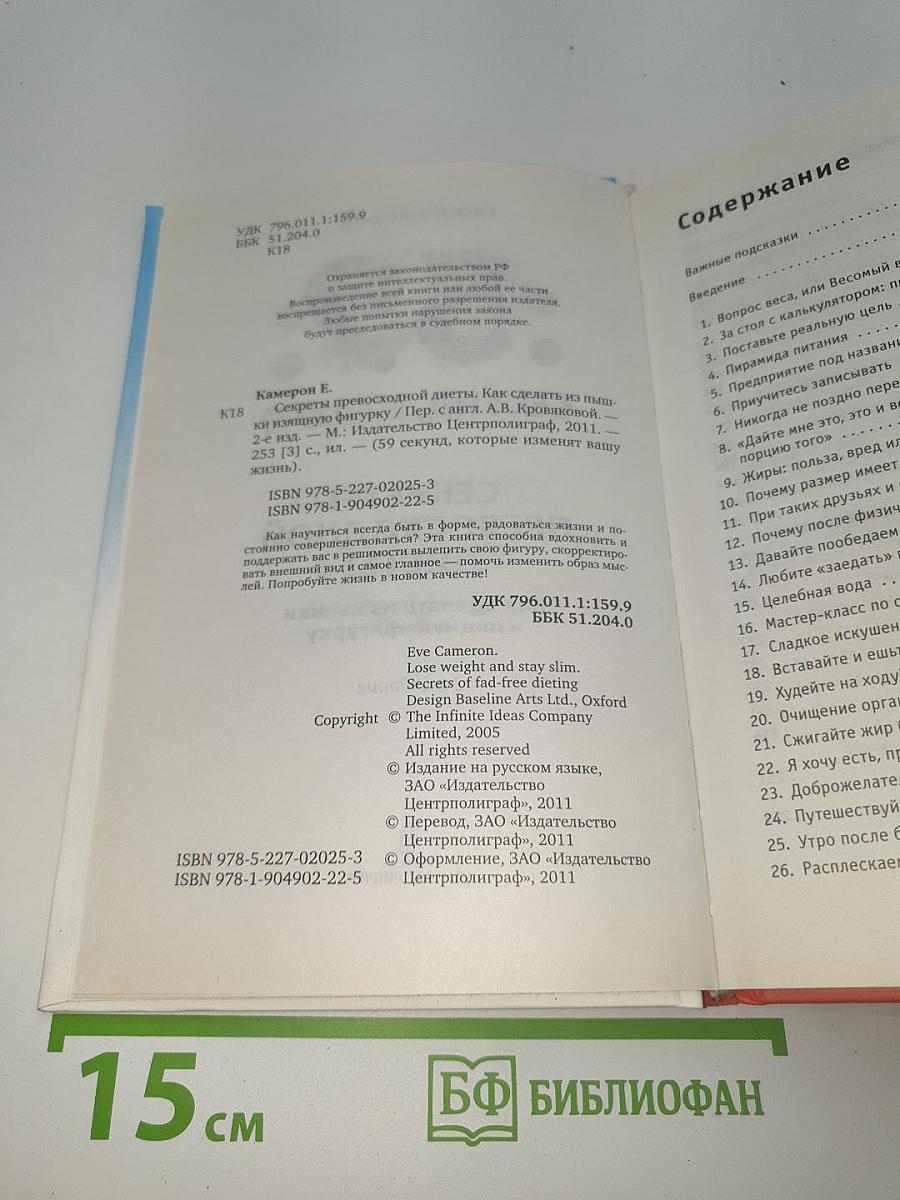 УДК 796.011.1:159.9
ББК 51.204.0
К18
Охраняется законодательством РФ
о защите интеллектуальных прав.
Воспроизведение всей книги или любой ее части
воспрещается без письменного разрешения издателя.
Любые попытки нарушения закона
будут преследоваться в судебном порядке.
Камерон Е.
К18 Секреты превосходной диеты. Как сделать из пыш-
ки изящную фигурку / Пер. с англ. А.В. Кровяковой. —
2-е изд. — М.: Издательство Центрполиграф, 2011. —
253 [3] с., ил. — (59 секунд, которые изменят вашу
жизнь).
ISBN 978-5-227-02025-3
ISBN 978-1-904902-22-5
Как научиться всегда быть в форме, радоваться жизни и по-
стоянно совершенствоваться? Эта книга способна вдохновить и
поддержать вас в решимости вылепить свою фигуру, скорректиро-
вать внешний вид и самое главное — помочь изменить образ мыс-
лей. Попробуйте жизнь в новом качестве!
УДК 796.011.1:159.9
ББК 51.204.0
Eve Cameron.
Lose weight and stay slim.
Secrets of fad-free dieting
Design Baseline Arts Ltd., Oxford
Copyright © The Infinite Ideas Company
Limited, 2005
All rights reserved
© Издание на русском языке,
ЗАО «Издательство
Центрполиграф», 2011
© Перевод, ЗАО «Издательство
Центрполиграф», 2011
ISBN 978-5-227-02025-3 © Оформление, ЗАО «Издательство
ISBN 978-1-904902-22-5 Центрполиграф», 2011
Содержание
Важные подсказки . . . . . . . . .
Введение . . . . . . . . . . . . .
1. Вопрос веса, или Весомый в
2. За стол с калькулятором: п
3. Поставьте реальную цель
4. Пирамида питания . . . .
5. Предприятие под назван
6. Приучитесь записывать
7. Никогда не поздно пере
8. «Дайте мне это, это и в
порцию того» . . . . . .
9. Жиры: польза, вред ил
10. Почему размер имеет
11. При таких друзьях и
12. Почему после физич
13. Давайте пообедаем
14. Любите «заедать»
15. Целебная вода . .
16. Мастер-класс по
17. Сладкое искушен
18. Вставайте и ешьт
19. Худейте на ходу
20. Очищение орга
21. Сжигайте жир
22. Я хочу есть, пр
23. Доброжелател
24. Путешествуй
25. Утро после б
26. Расплескаем
15 см
БФ БИБЛИОФАН